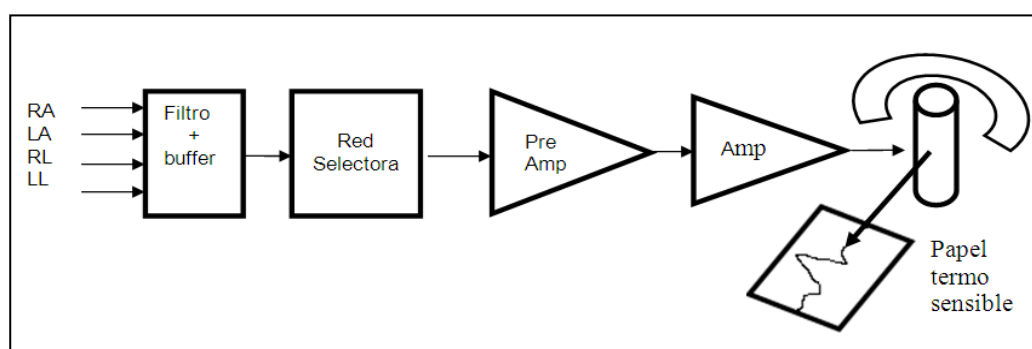 RA
LA
RL
LL
Filtro
+
buffer
Red
Selectora
Pre
Amp
Amp
Papel
termo
sensible